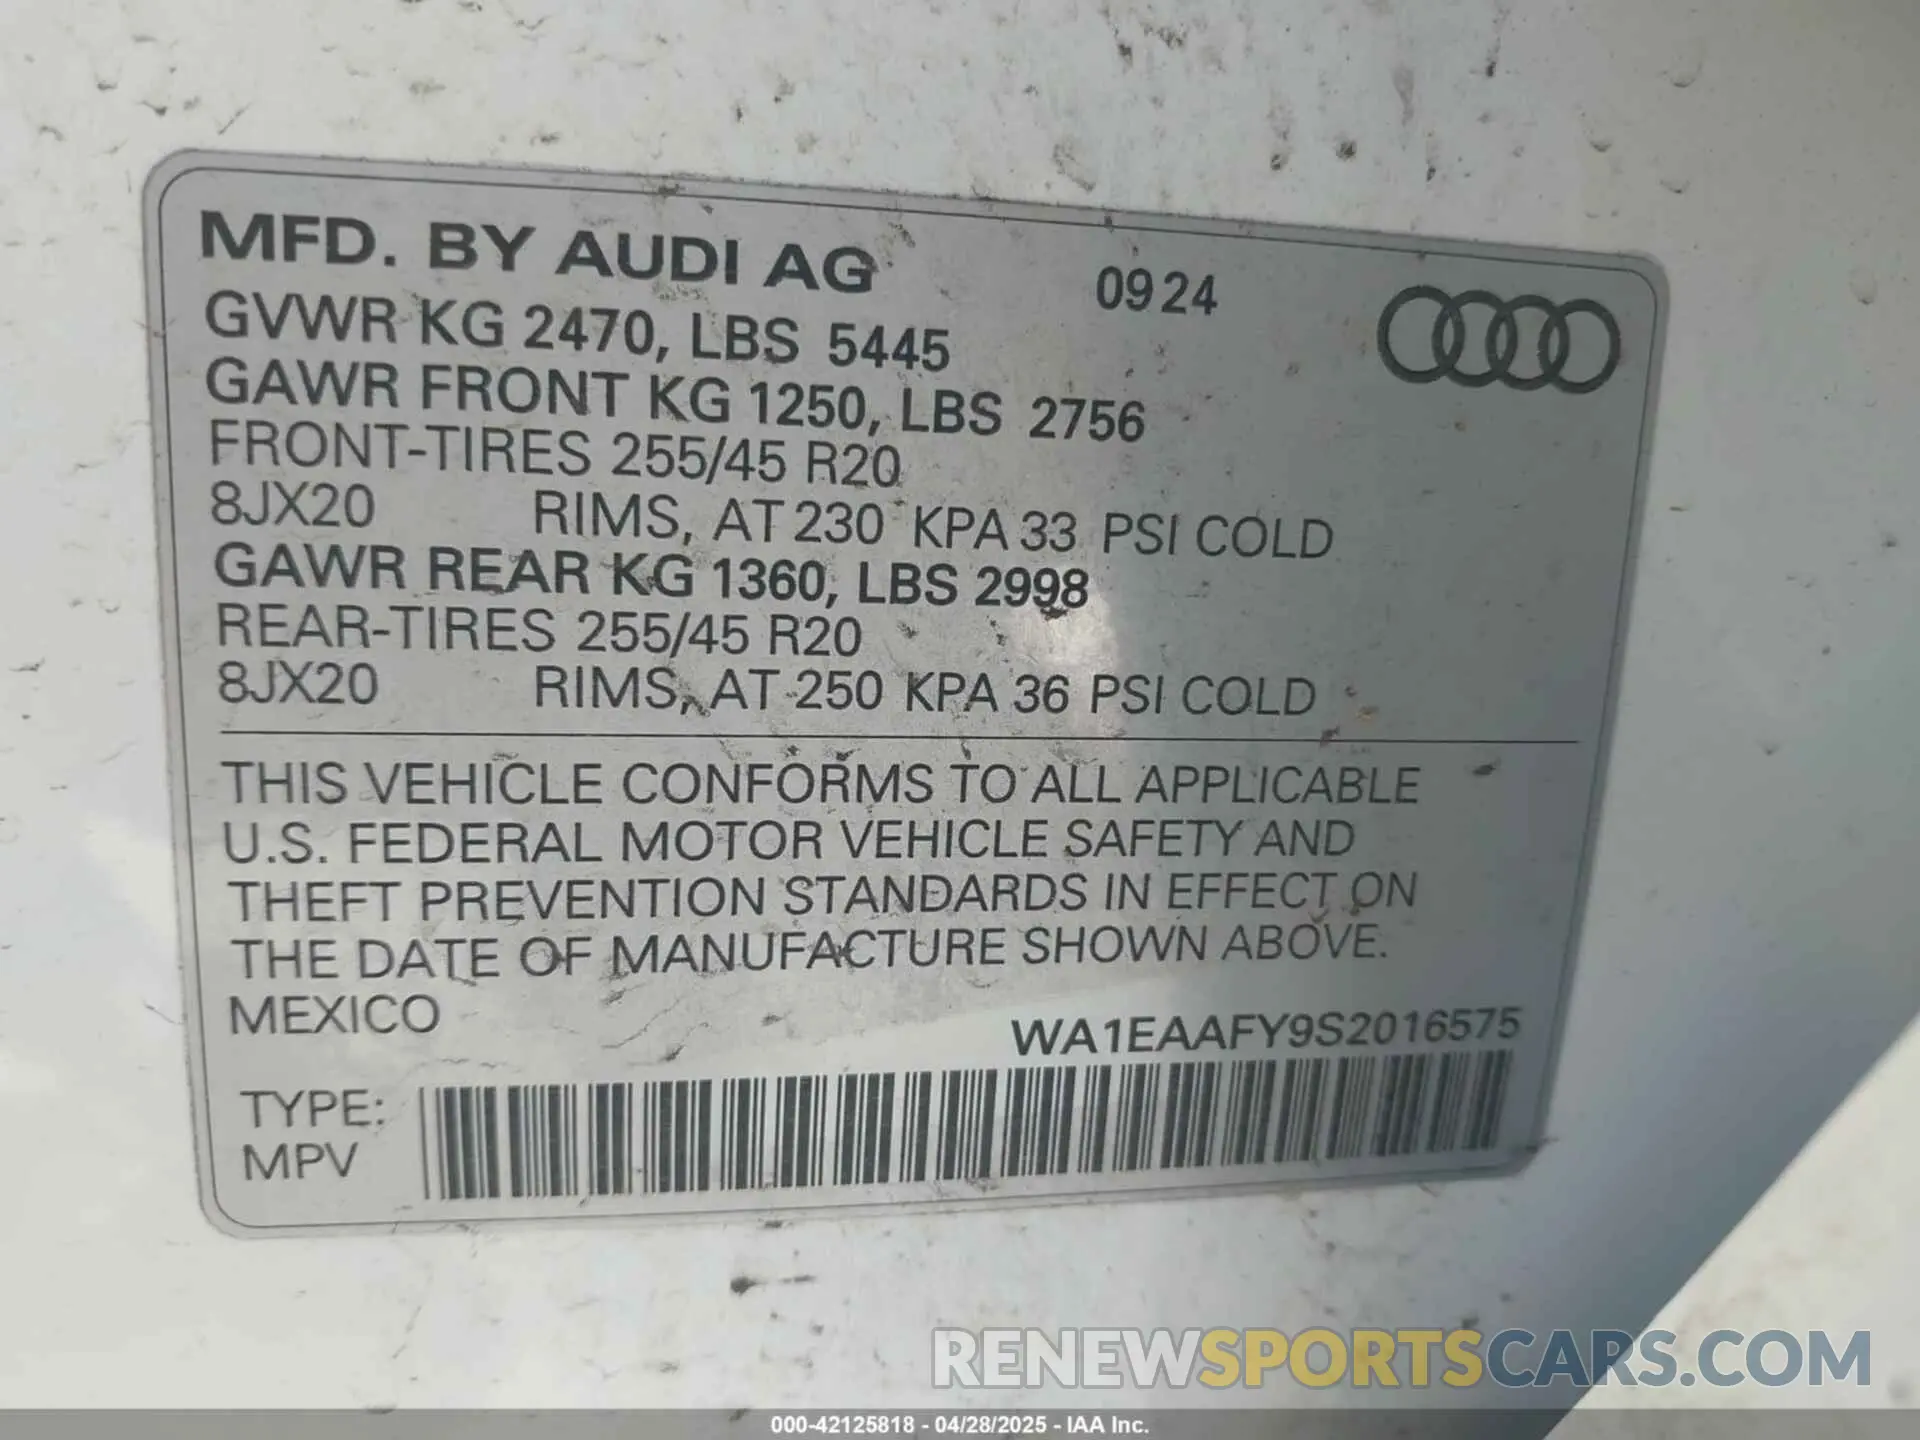 MFD. BY AUDI AG 0924
GVWR KG 2470, LBS 5445
GAWR FRONT KG 1250, LBS 2756
FRONT-TIRES 255/45 R20
8JX20 RIMS, AT 230 KPA 33 PSI COLD
GAWR REAR KG 1360, LBS 2998
REAR-TIRES 255/45 R20
8JX20 RIMS, AT 250 KPA 36 PSI COLD
THIS VEHICLE CONFORMS TO ALL APPLICABLE
U.S. FEDERAL MOTOR VEHICLE SAFETY AND
THEFT PREVENTION STANDARDS IN EFFECT ON
THE DATE OF MANUFACTURE SHOWN ABOVE.
MEXICO
WA1EAAFY9S2016575
TYPE:
MPV
RENEWSPORTSCARS.COM
000-42125818 - 04/28/2025 - IAA Inc.